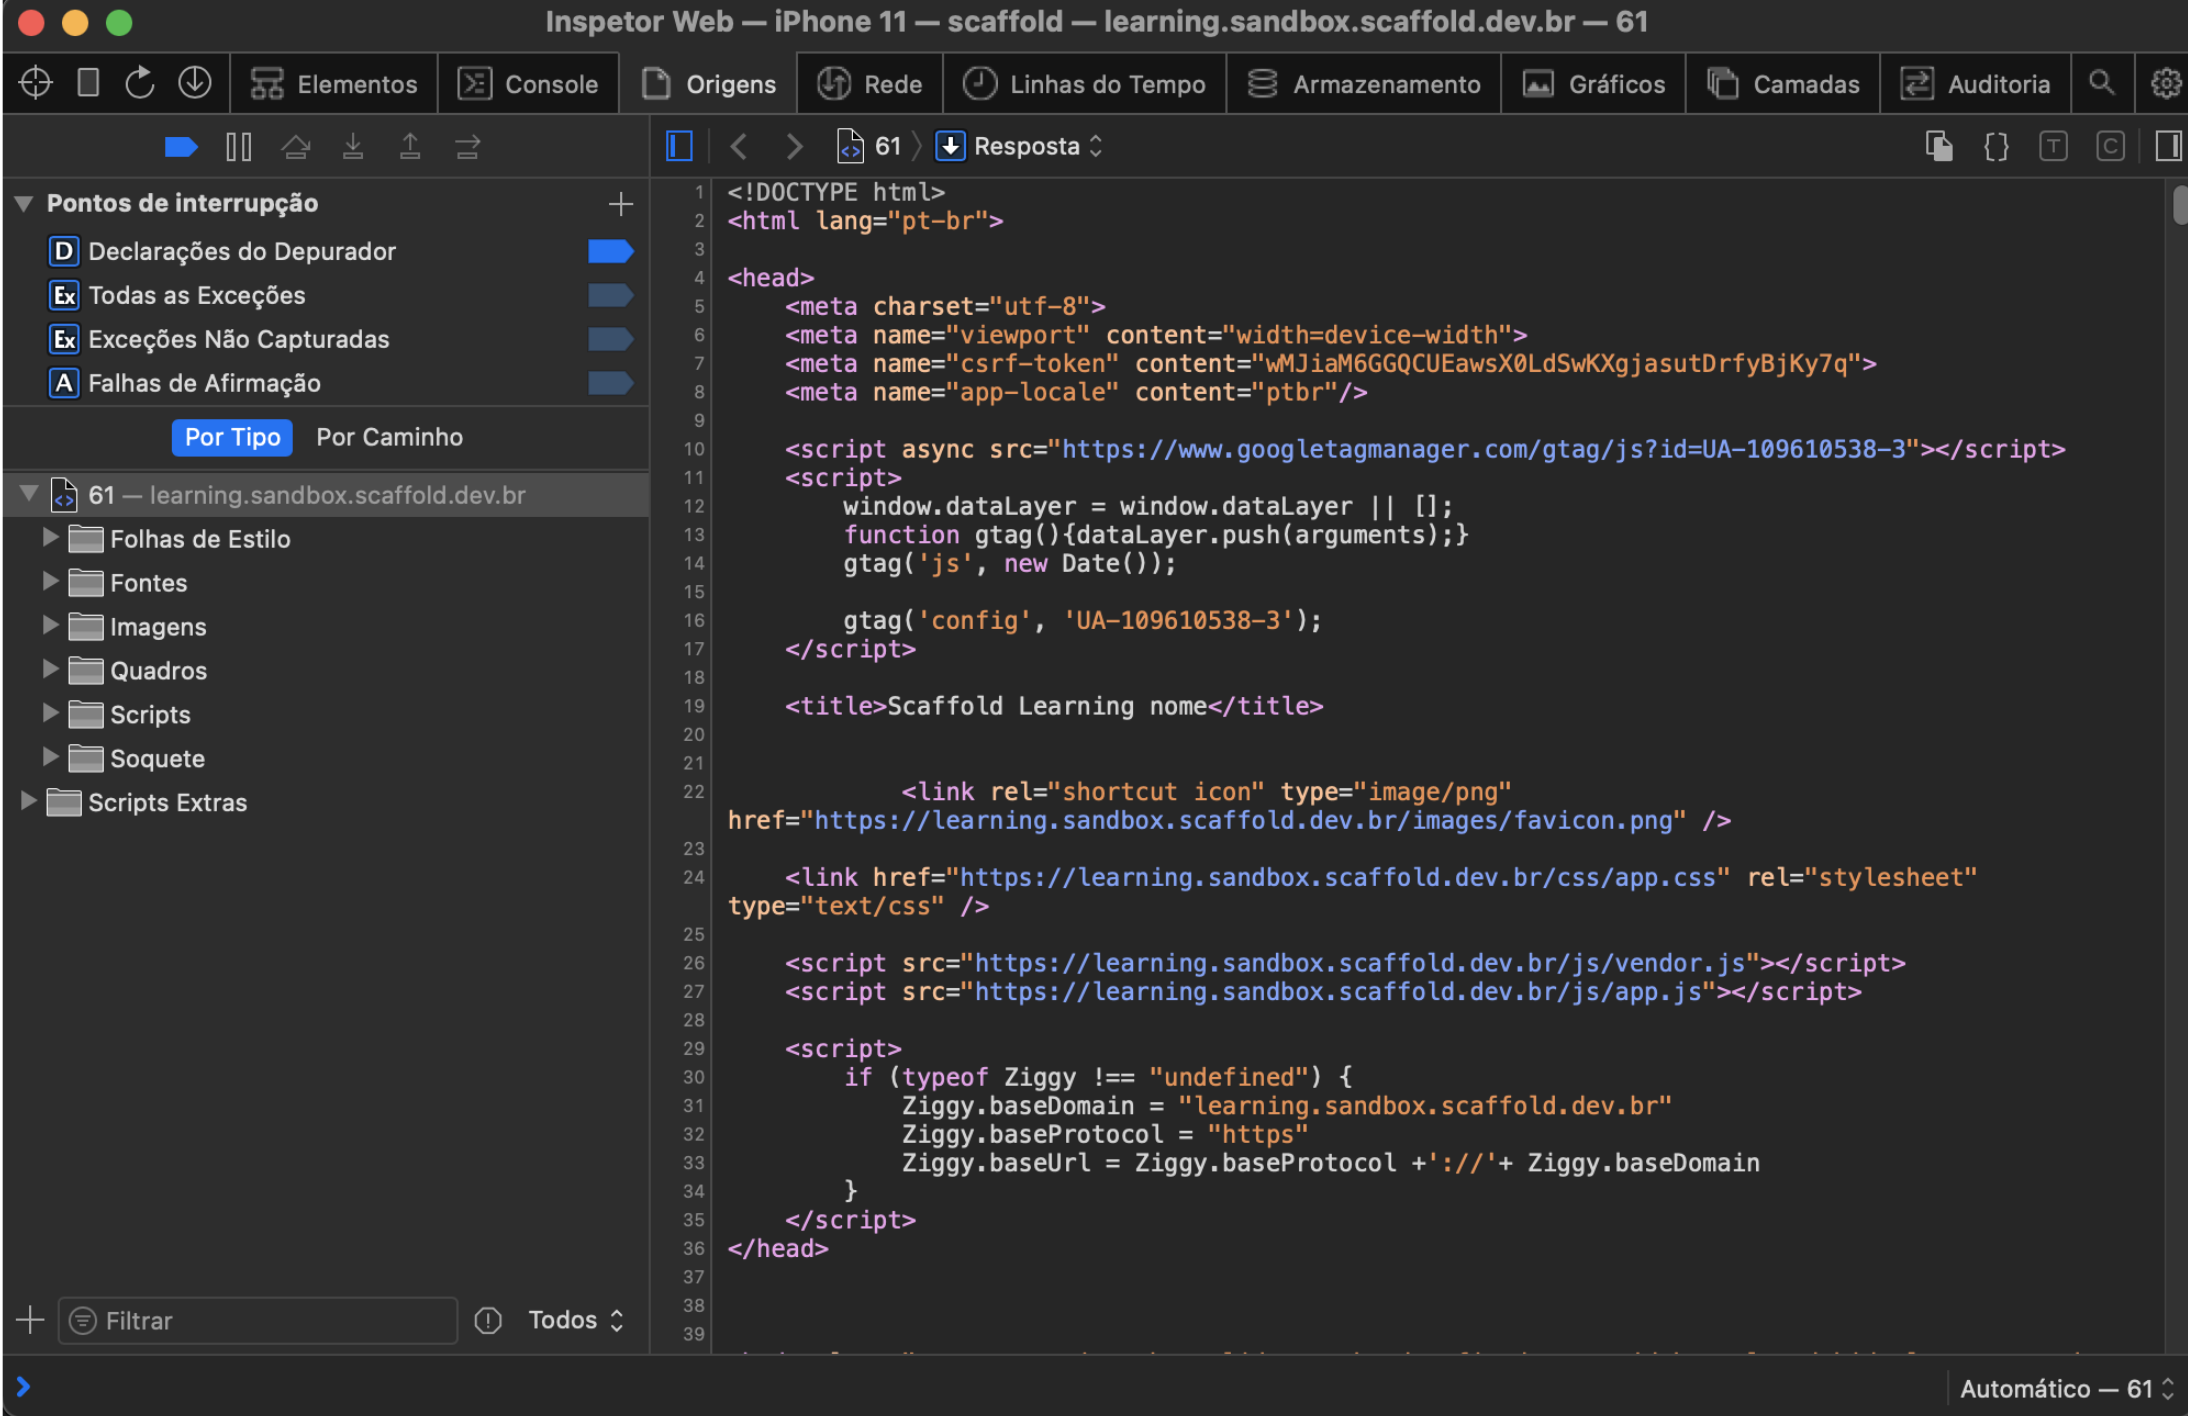 Inspetor Web — iPhone 11 — scaffold — learning.sandbox.scaffold.dev.br — 61
Elementos Console Origens Rede Linhas do Tempo Armazenamento Gráficos Camadas Auditoria
61 Resposta
Pontos de interrupção
D Declarações do Depurador
Ex Todas as Exceções
Ex Exceções Não Capturadas
A Falhas de Afirmação
Por Tipo Por Caminho
61 — learning.sandbox.scaffold.dev.br
Folhas de Estilo
Fontes
Imagens
Quadros
Scripts
Soquete
Scripts Extras
Filtrar Todos
1 <!DOCTYPE html>
2 <html lang="pt-br">
3
4 <head>
5 <meta charset="utf-8">
6 <meta name="viewport" content="width=device-width">
7 <meta name="csrf-token" content="wMJiaM6GGQCUEawsX0LdSwKXgjasutDrfyBjKy7q">
8 <meta name="app-locale" content="ptbr"/>
9
10 <script async src="https://www.googletagmanager.com/gtag/js?id=UA-109610538-3"></script>
11 <script>
12 window.dataLayer = window.dataLayer || [];
13 function gtag(){dataLayer.push(arguments);}
14 gtag('js', new Date());
15
16 gtag('config', 'UA-109610538-3');
17 </script>
18
19 <title>Scaffold Learning nome</title>
20
21
22 <link rel="shortcut icon" type="image/png"
href="https://learning.sandbox.scaffold.dev.br/images/favicon.png" />
23
24 <link href="https://learning.sandbox.scaffold.dev.br/css/app.css" rel="stylesheet"
type="text/css" />
25
26 <script src="https://learning.sandbox.scaffold.dev.br/js/vendor.js"></script>
27 <script src="https://learning.sandbox.scaffold.dev.br/js/app.js"></script>
28
29 <script>
30 if (typeof Ziggy !== "undefined") {
31 Ziggy.baseDomain = "learning.sandbox.scaffold.dev.br"
32 Ziggy.baseProtocol = "https"
33 Ziggy.baseUrl = Ziggy.baseProtocol +'://'+ Ziggy.baseDomain
34 }
35 </script>
36 </head>
37
38
39
Automático — 61